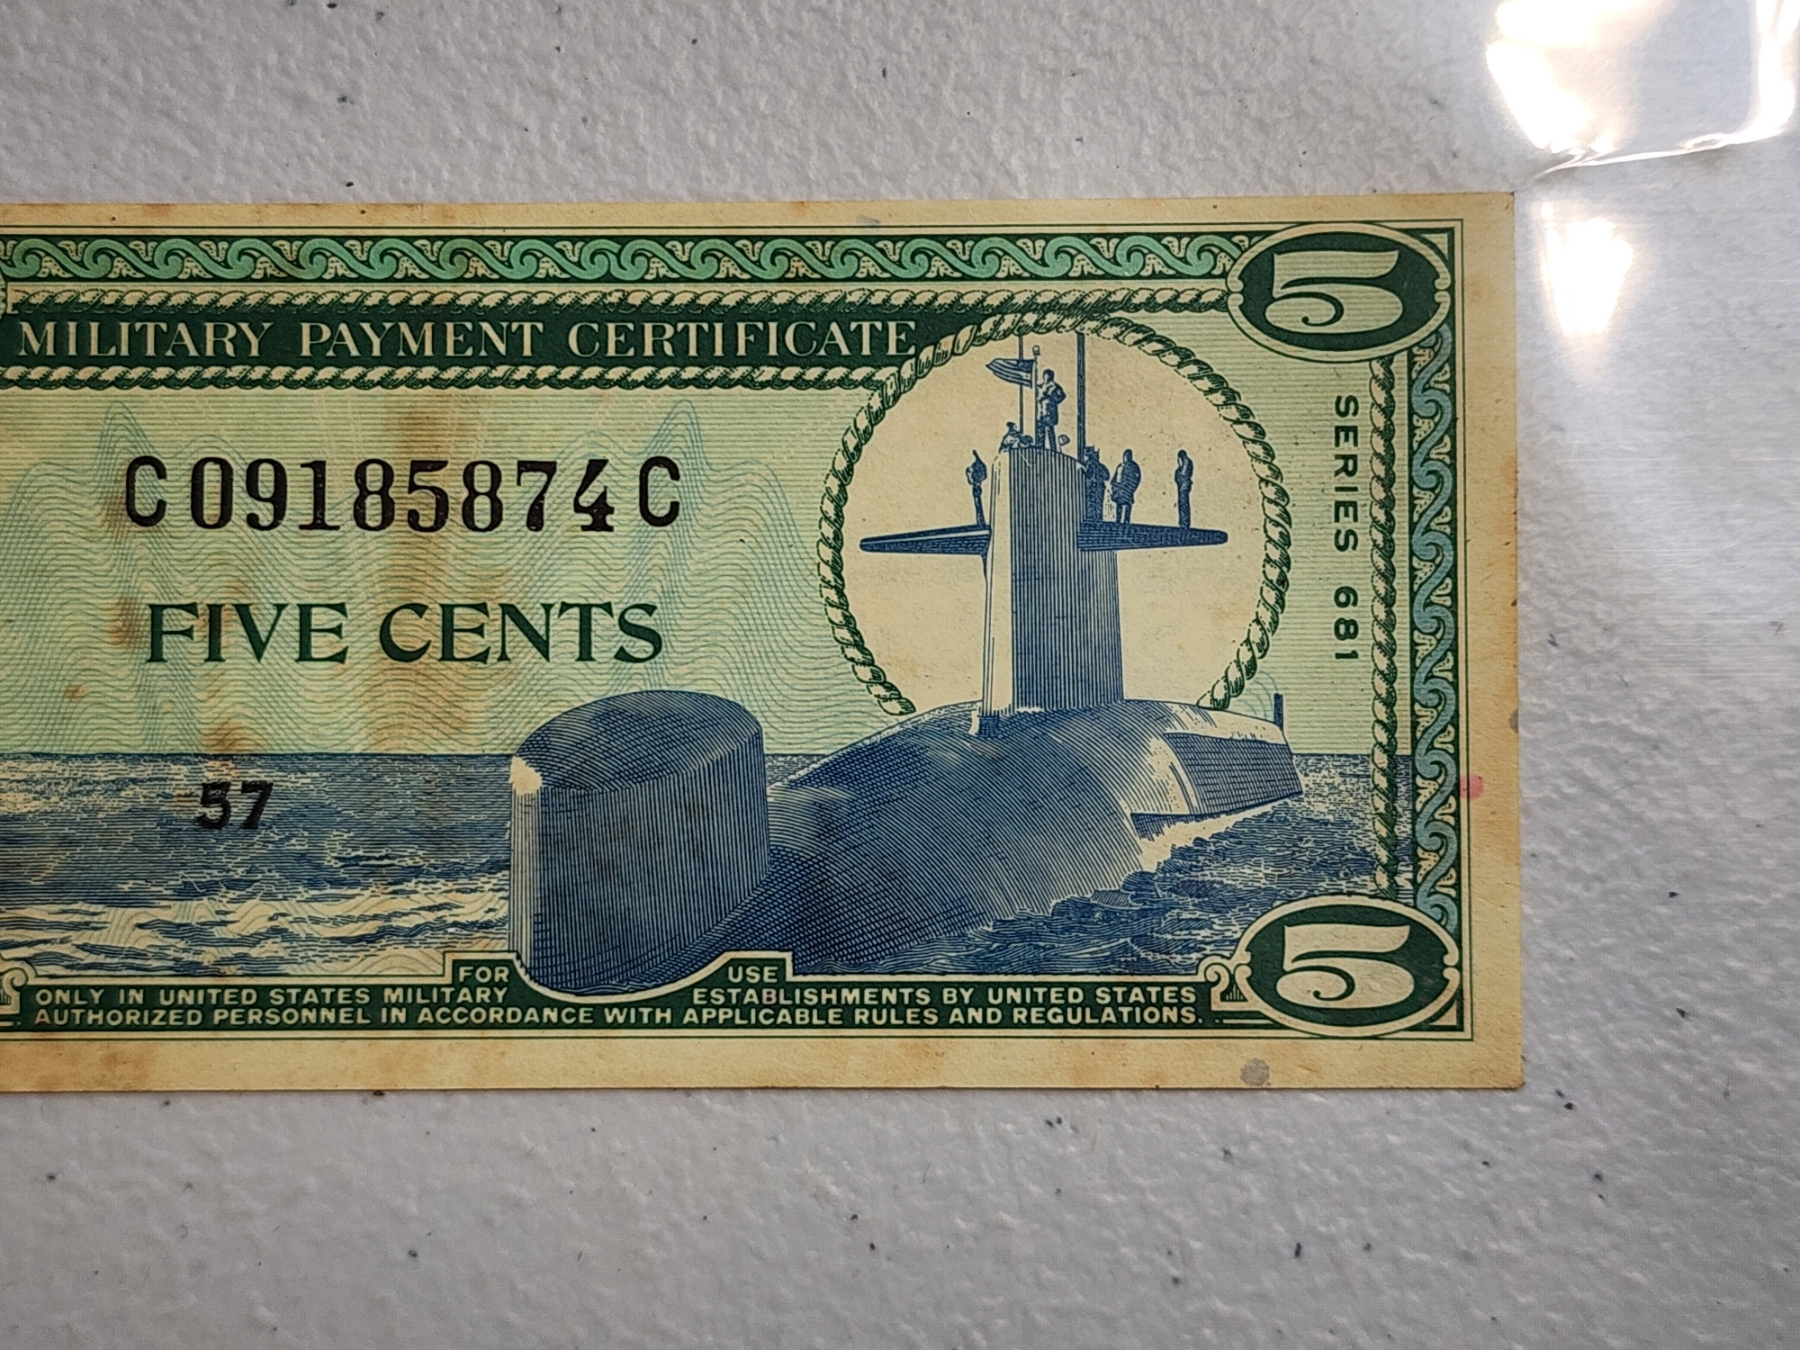 5
MILITARY PAYMENT CERTIFICATE
SERIES 681
C09185874C
FIVE CENTS
57
FOR USE
ONLY IN UNITED STATES MILITARY ESTABLISHMENTS BY UNITED STATES
AUTHORIZED PERSONNEL IN ACCORDANCE WITH APPLICABLE RULES AND REGULATIONS.
5